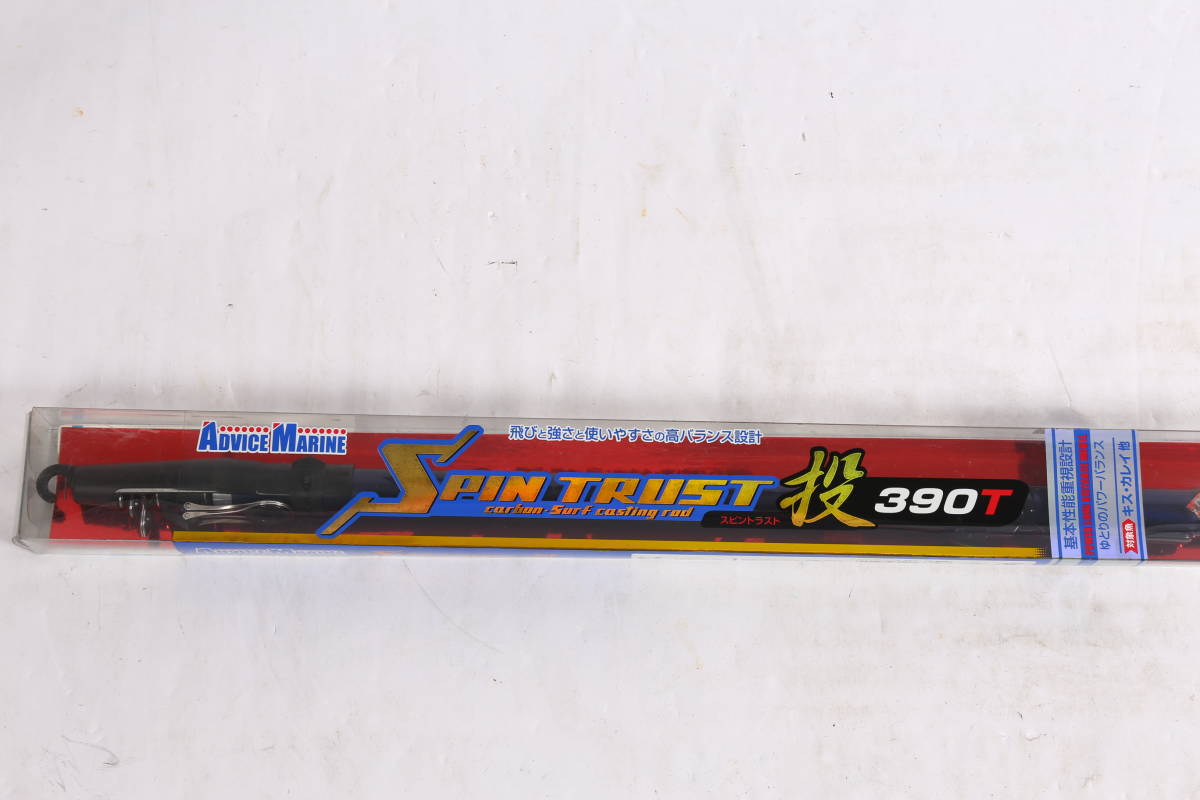 ADVICE MARINE
飛びと強さと使いやすさの高バランス設計
SPIN TRUST
carbon・Surf casting rod
スピントラスト
投
390T
基本性能重視設計
ゆとりのパワーバランス
対象魚 キス・カレイ 他